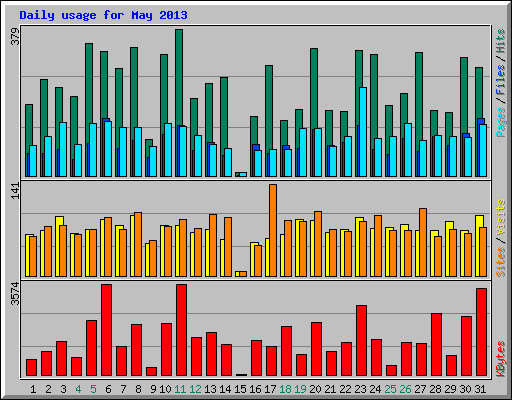 Daily usage for May 2013
379
Pages / Files / Hits
141
Sites / Visits
3574
KBytes
1 2 3 4 5 6 7 8 9 10 11 12 13 14 15 16 17 18 19 20 21 22 23 24 25 26 27 28 29 30 31